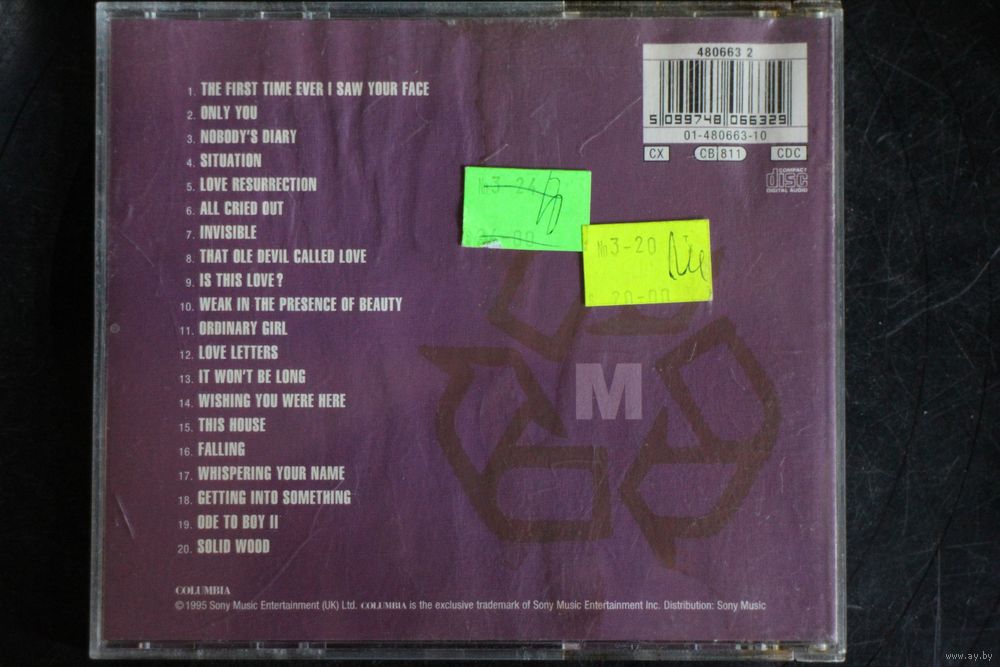 480663 2
5 099748 066329
01-480663-10
CX CB 811 CDC
COMPACT
disc
DIGITAL AUDIO
1. THE FIRST TIME EVER I SAW YOUR FACE
2. ONLY YOU
3. NOBODY'S DIARY
4. SITUATION
5. LOVE RESURRECTION
6. ALL CRIED OUT
7. INVISIBLE
8. THAT OLE DEVIL CALLED LOVE
9. IS THIS LOVE?
10. WEAK IN THE PRESENCE OF BEAUTY
11. ORDINARY GIRL
12. LOVE LETTERS
13. IT WON'T BE LONG
14. WISHING YOU WERE HERE
15. THIS HOUSE
16. FALLING
17. WHISPERING YOUR NAME
18. GETTING INTO SOMETHING
19. ODE TO BOY II
20. SOLID WOOD
№3-20
20-00
M
COLUMBIA
©1995 Sony Music Entertainment (UK) Ltd. COLUMBIA is the exclusive trademark of Sony Music Entertainment Inc. Distribution: Sony Music
www.ay.by